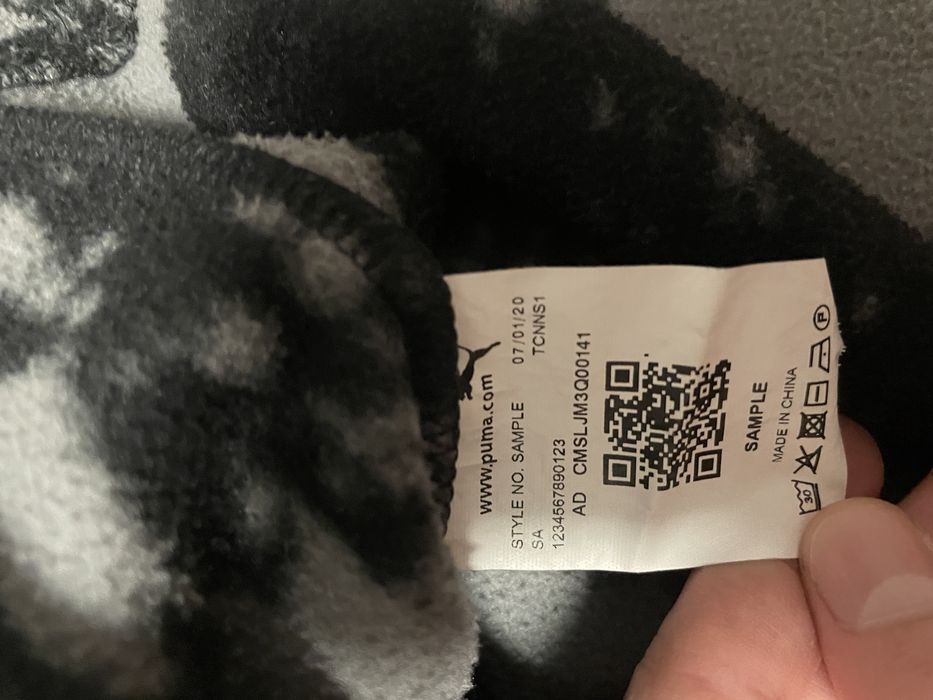 www.puma.com
STYLE NO. SAMPLE 07/01/20
SA TCNNS1
1234567890123
AD CMSLJM3Q00141
SAMPLE
MADE IN CHINA
30 P